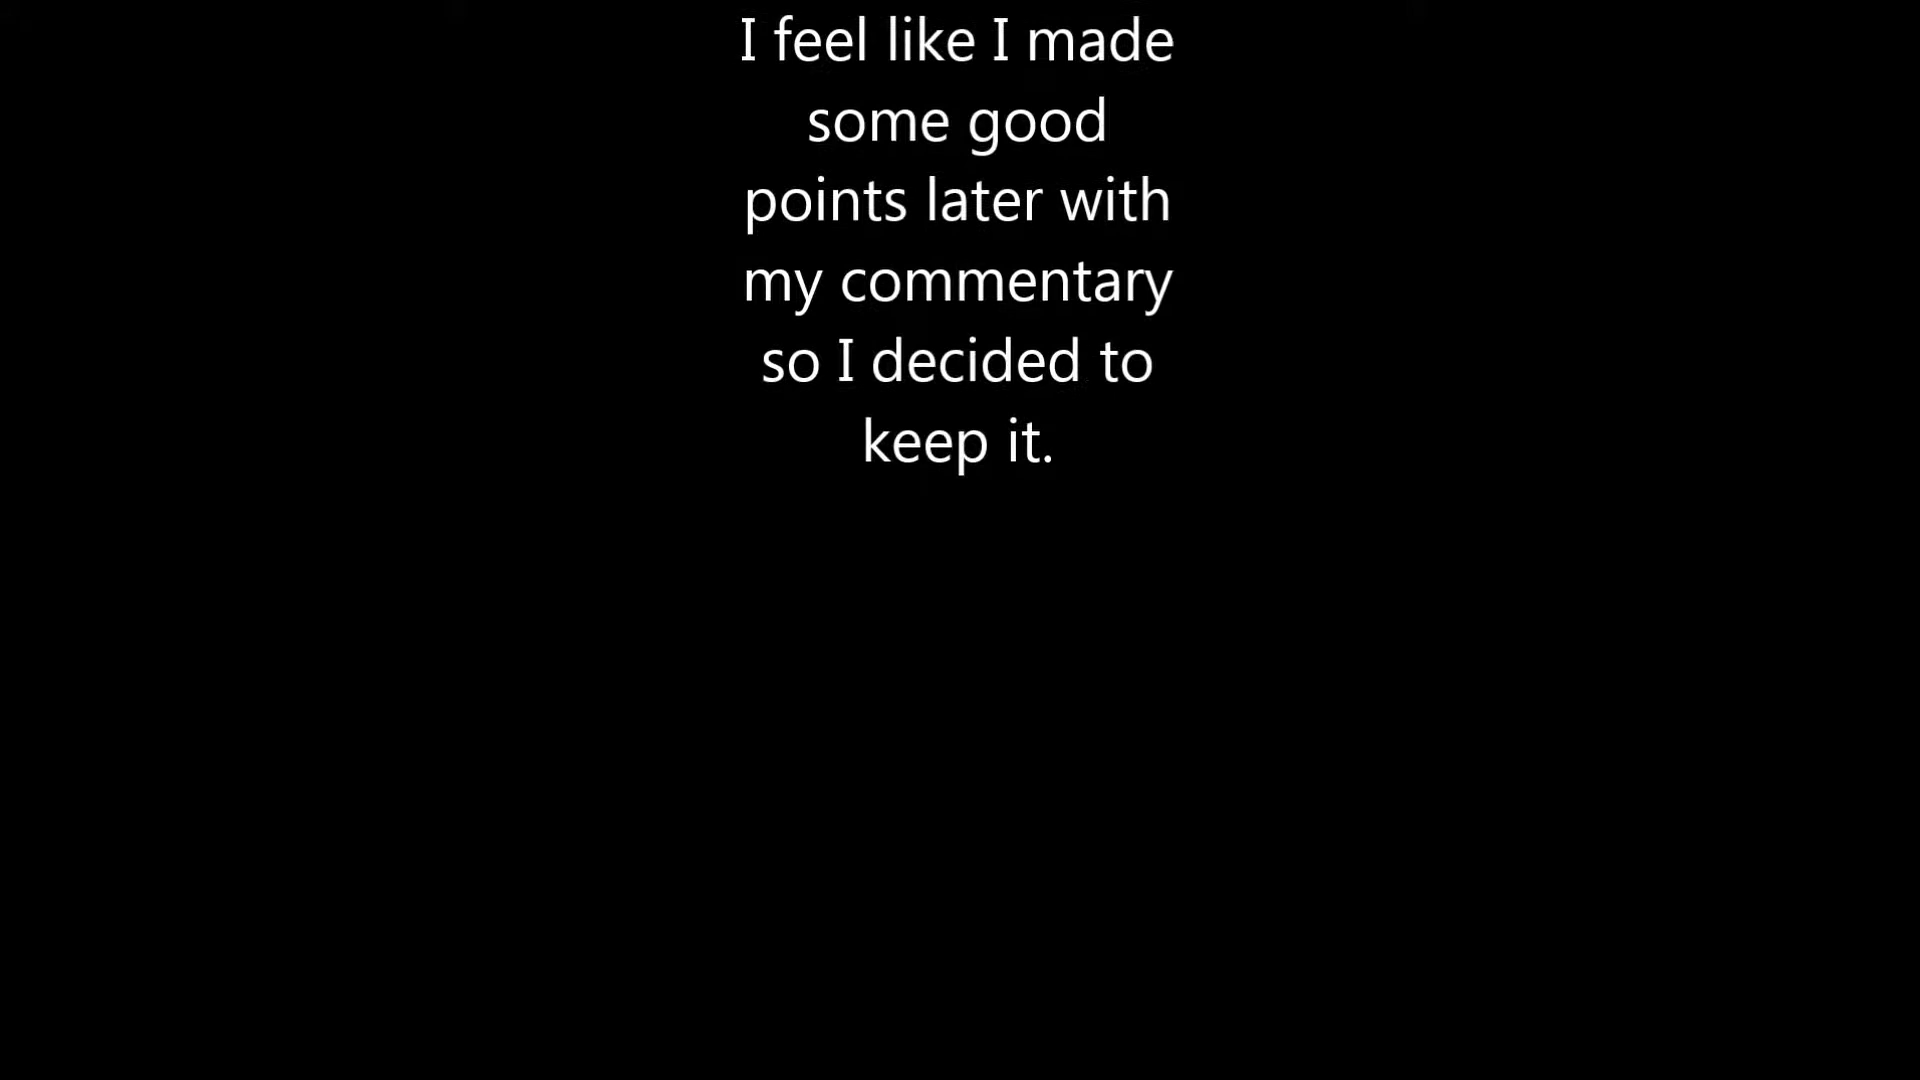 I feel like I made
some good
points later with
my commentary
so I decided to
keep it.